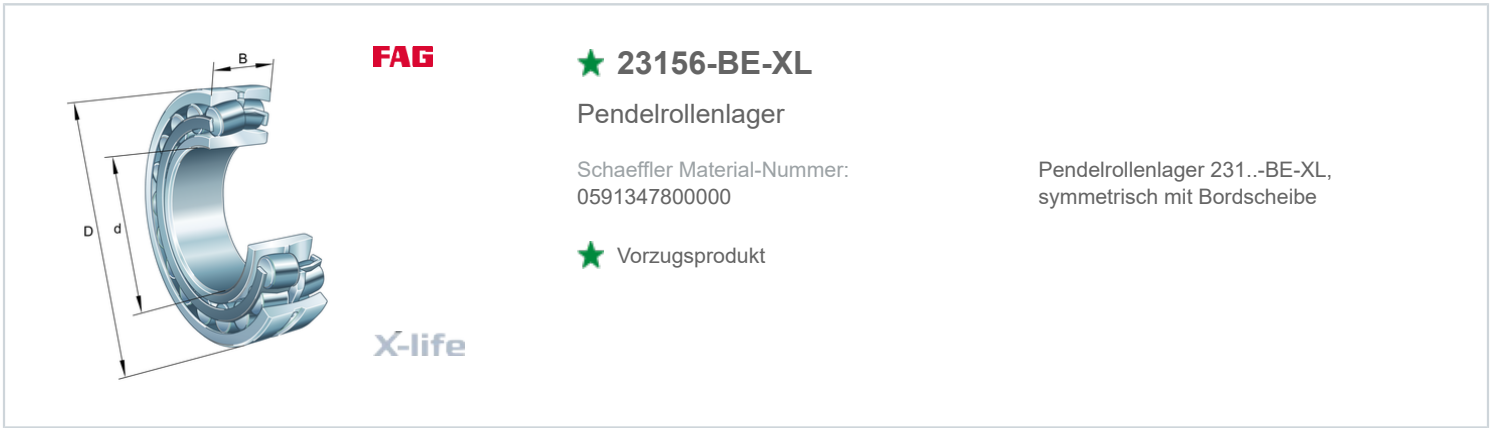 FAG
B
D
d
X-life
23156-BE-XL
Pendelrollenlager
Schaeffler Material-Nummer:
0591347800000
Vorzugsprodukt
Pendelrollenlager 231..-BE-XL,
symmetrisch mit Bordscheibe